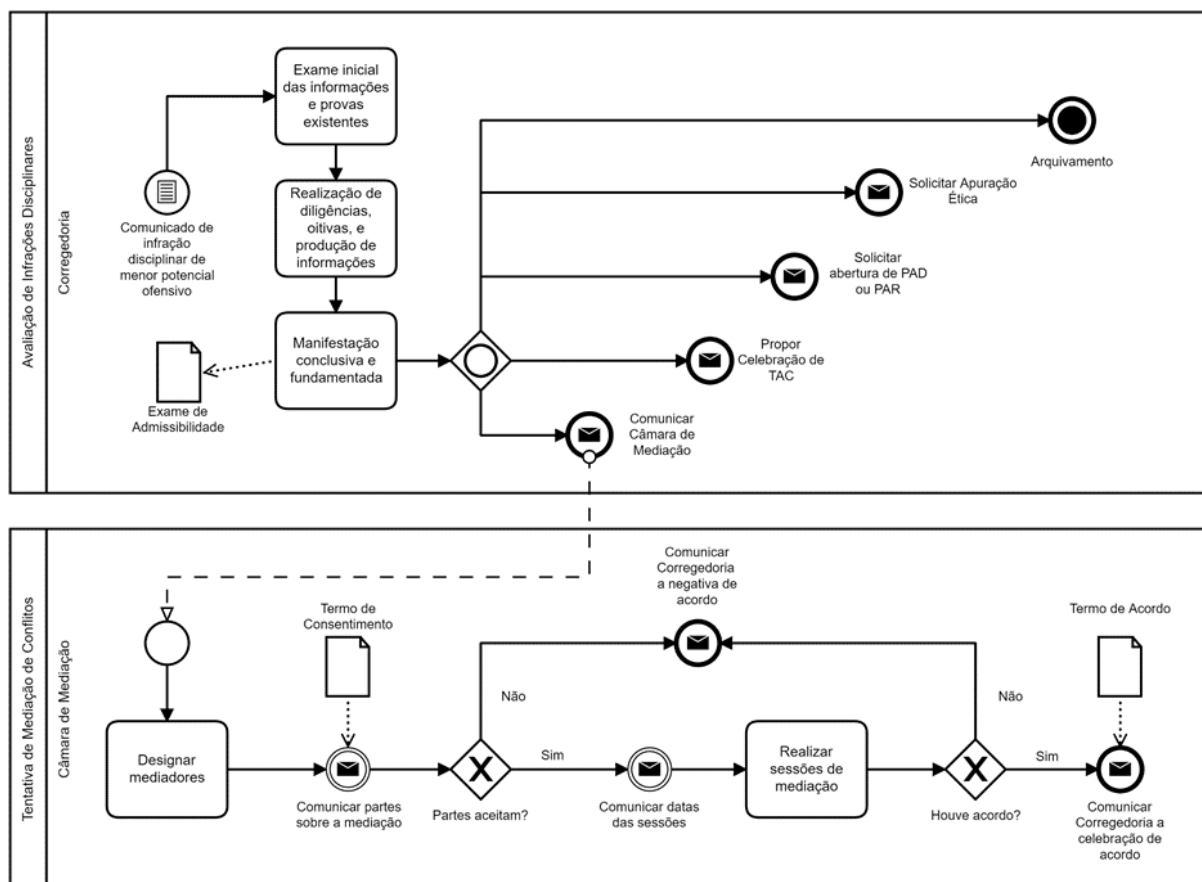 Avaliação de Infrações Disciplinares
Corregedoria
Exame inicial
das informações
e provas
existentes
Comunicado de
infração
disciplinar de
menor potencial
ofensivo
Realização de
diligências,
oitivas, e
produção de
informações
Manifestação
conclusiva e
fundamentada
Exame de
Admissibilidade
Arquivamento
Solicitar Apuração
Ética
Solicitar
abertura de PAD
ou PAR
Propor
Celebração de
TAC
Comunicar
Câmara de
Mediação
Tentativa de Mediação de Conflitos
Câmara de Mediação
Designar
mediadores
Termo de
Consentimento
Comunicar partes
sobre a mediação
Partes aceitam?
Não
Sim
Comunicar
Corregedoria
a negativa de
acordo
Comunicar datas
das sessões
Realizar
sessões de
mediação
Houve acordo?
Não
Sim
Termo de Acordo
Comunicar
Corregedoria a
celebração de
acordo